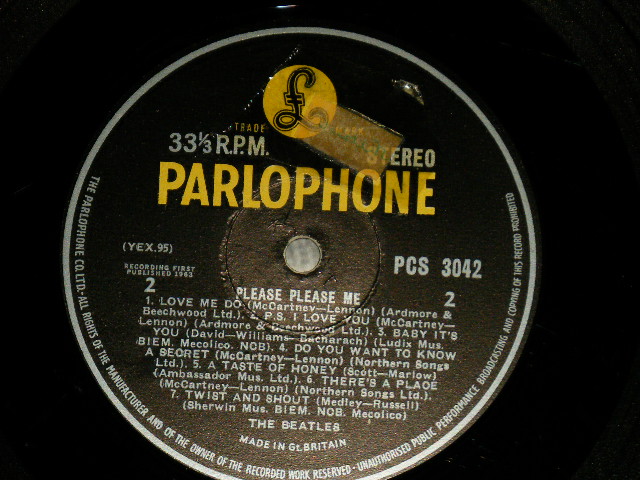 £
TRADE MARK
33⅓ R.P.M. STEREO
PARLOPHONE
(YEX.95)
PCS 3042
RECORDING FIRST
PUBLISHED 1963
2 PLEASE PLEASE ME 2
1. LOVE ME DO (McCartney—Lennon) (Ardmore &
Beechwood Ltd.). 2. P.S. I LOVE YOU (McCartney—
Lennon) (Ardmore & Beechwood Ltd.). 3. BABY IT'S
YOU (David—Williams—Bacharach) (Ludix Mus.
BIEM. Mecolico, NCB). 4. DO YOU WANT TO KNOW
A SECRET (McCartney—Lennon) (Northern Songs
Ltd.). 5. A TASTE OF HONEY (Scott—Marlow)
(Ambassador Mus. Ltd.). 6. THERE'S A PLACE
(McCartney—Lennon) (Northern Songs Ltd.).
7. TWIST AND SHOUT (Medley—Russell)
(Sherwin Mus. BIEM. NCB. Mecolico)
THE BEATLES
MADE IN GT. BRITAIN
THE PARLOPHONE CO. LTD.—ALL RIGHTS OF THE MANUFACTURER AND OF THE OWNER OF THE RECORDED WORK RESERVED—UNAUTHORISED PUBLIC PERFORMANCE BROADCASTING AND COPYING OF THIS RECORD PROHIBITED